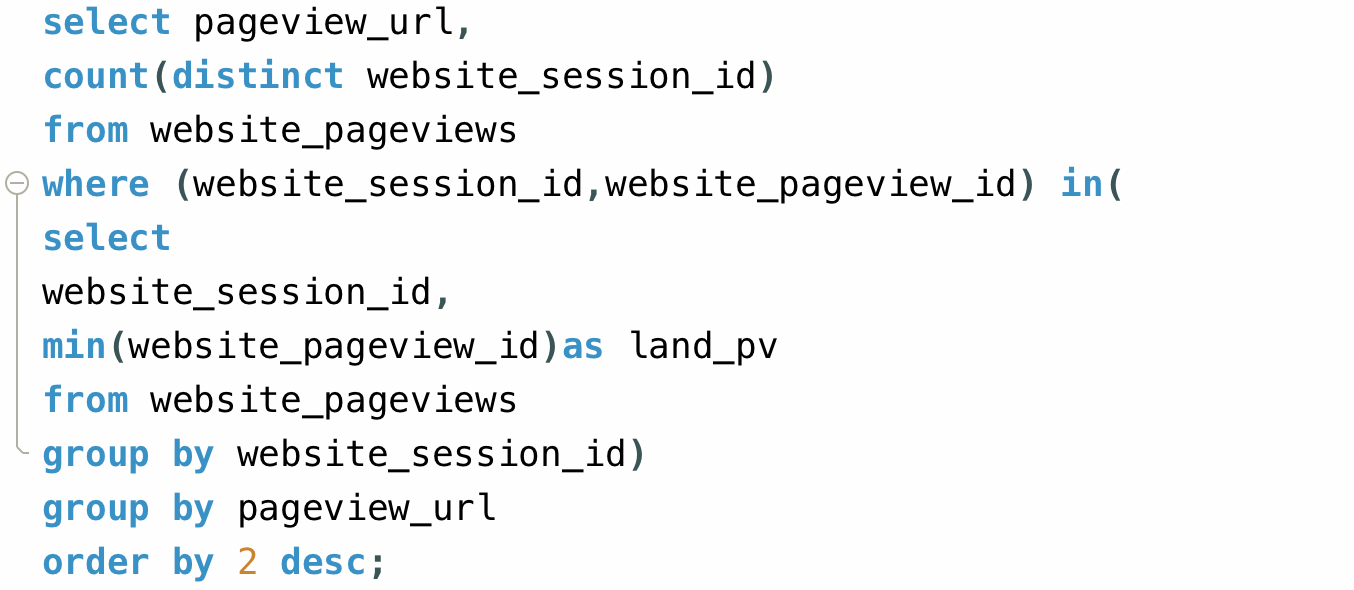 select pageview_url,
count(distinct website_session_id)
from website_pageviews
where (website_session_id,website_pageview_id) in(
select
website_session_id,
min(website_pageview_id)as land_pv
from website_pageviews
group by website_session_id)
group by pageview_url
order by 2 desc;